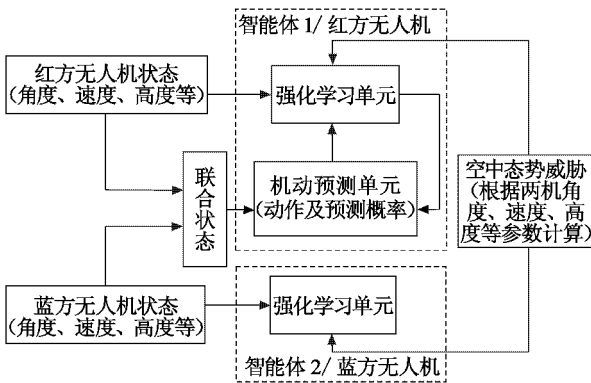 智能体1/红方无人机
红方无人机状态
(角度、速度、高度等)
强化学习单元
联
合
状
态
机动预测单元
(动作及预测概率)
空中态势威胁
(根据两机角
度、速度、高
度等参数计算)
蓝方无人机状态
(角度、速度、高度等)
强化学习单元
智能体2/蓝方无人机